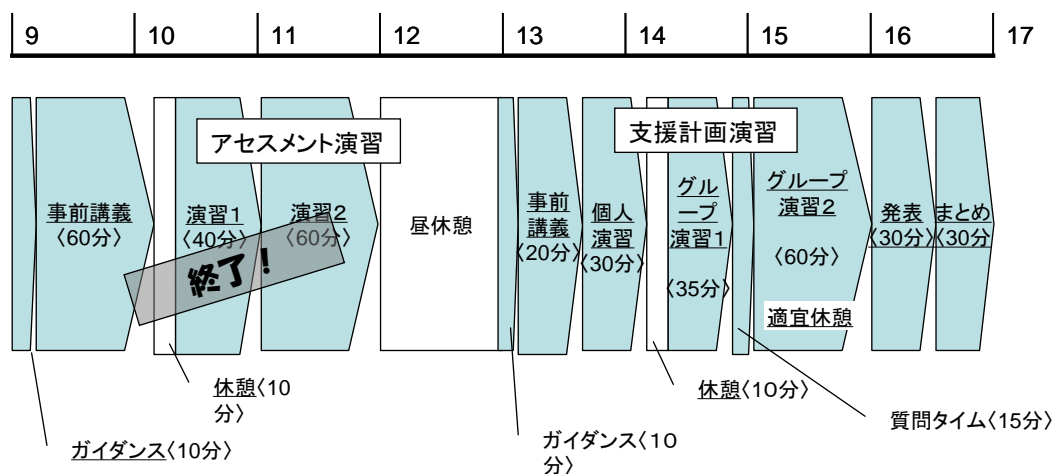 9 10 11 12 13 14 15 16 17
アセスメント演習
支援計画演習
事前講義
〈60分〉
演習1
〈40分〉
演習2
〈60分〉
終了！
昼休憩
事前
講義
〈20分〉
個人
演習
〈30分〉
グル
ープ
演習1
〈35分〉
グループ
演習2
〈60分〉
適宜休憩
発表
〈30分〉
まとめ
〈30分
休憩〈10
分〉
ガイダンス〈10分〉
ガイダンス〈10
分〉
休憩〈10分〉
質問タイム〈15分〉